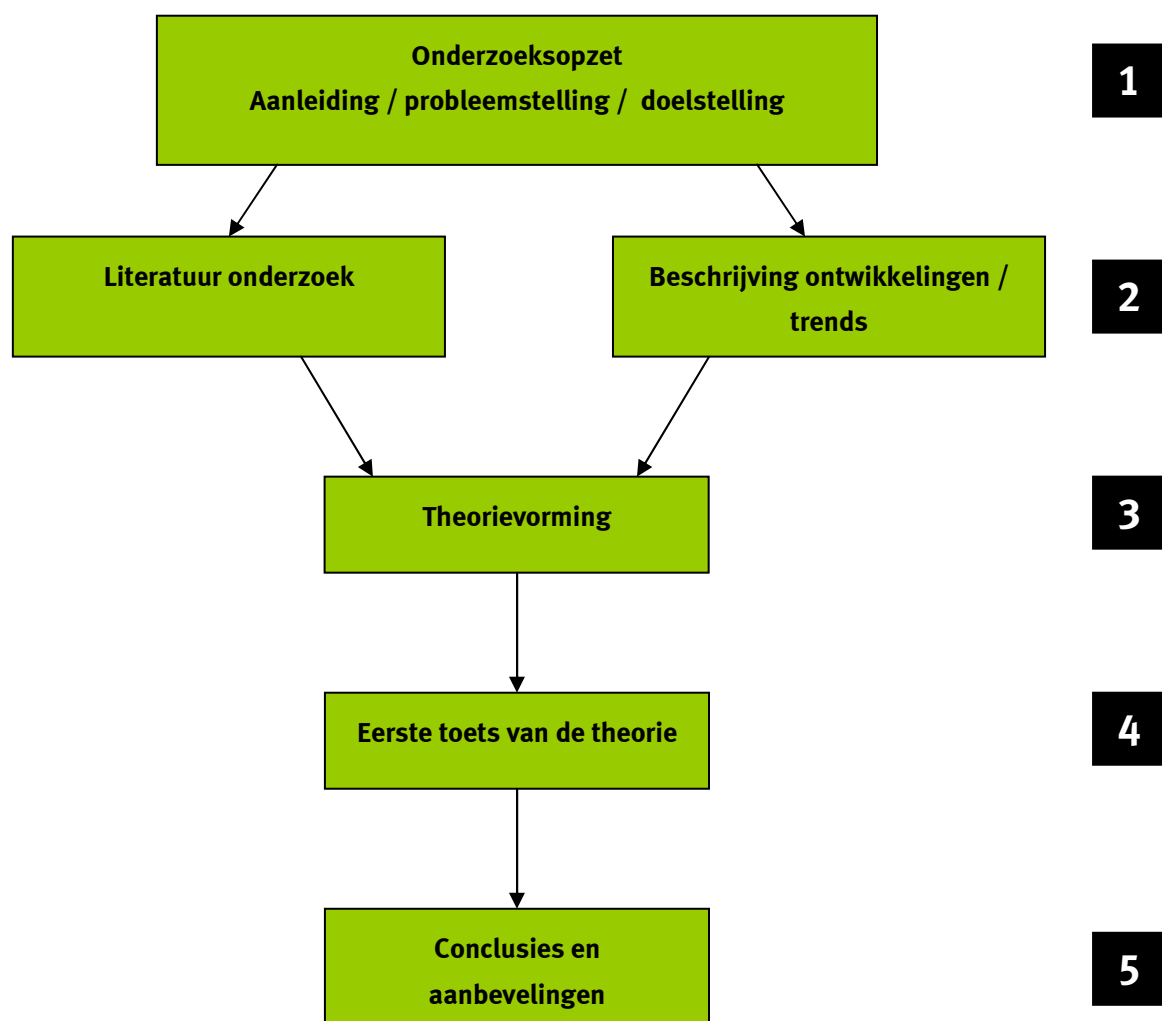 Onderzoeksopzet
Aanleiding / probleemstelling / doelstelling
1
Literatuur onderzoek
Beschrijving ontwikkelingen /
trends
2
Theorievorming
3
Eerste toets van de theorie
4
Conclusies en
aanbevelingen
5